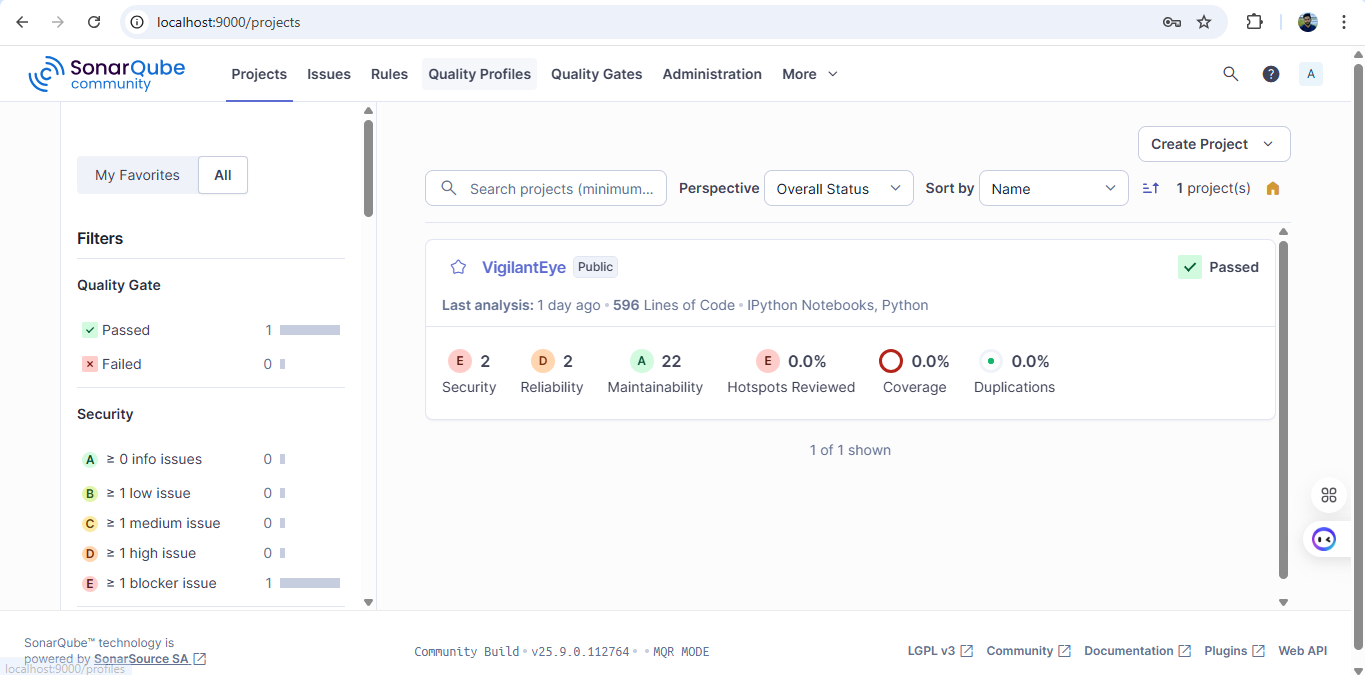 localhost:9000/projects
SonarQube community
Projects Issues Rules Quality Profiles Quality Gates Administration More
? A
My Favorites All
Filters
Quality Gate
Passed 1
Failed 0
Security
A ≥ 0 info issues 0
B ≥ 1 low issue 0
C ≥ 1 medium issue 0
D ≥ 1 high issue 0
E ≥ 1 blocker issue 1
Create Project
Search projects (minimum... Perspective Overall Status Sort by Name 1 project(s)
VigilantEye Public Passed
Last analysis: 1 day ago • 596 Lines of Code • IPython Notebooks, Python
E 2 D 2 A 22 E 0.0% 0.0% 0.0%
Security Reliability Maintainability Hotspots Reviewed Coverage Duplications
1 of 1 shown
SonarQube™ technology is
powered by SonarSource SA
Community Build • v25.9.0.112764 • • MQR MODE
LGPL v3 Community Documentation Plugins Web API
localhost:9000/profiles